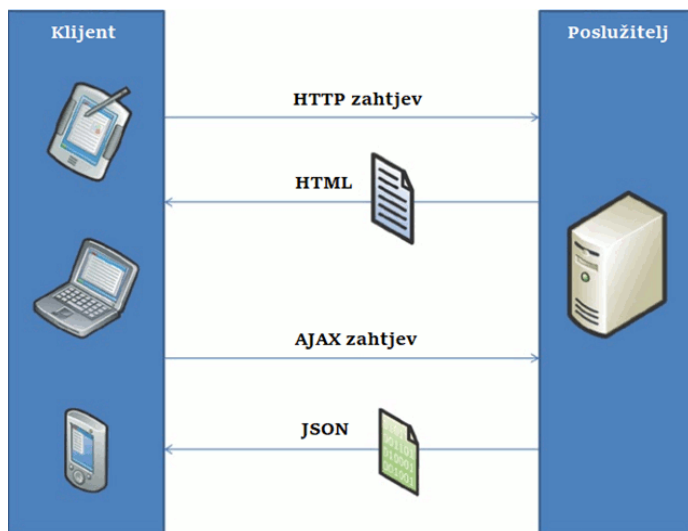 Klijent
Poslužitelj
HTTP zahtjev
HTML
AJAX zahtjev
JSON